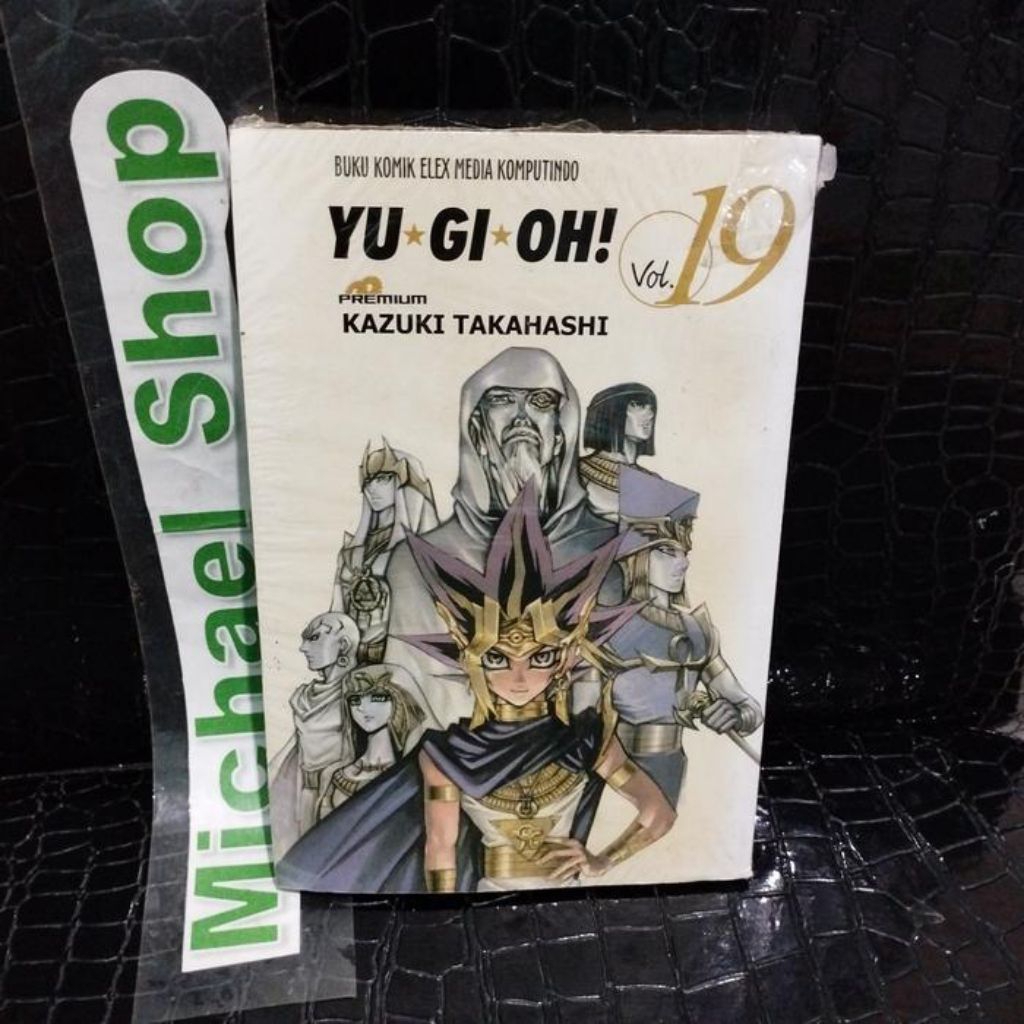 Michael Shop
BUKU KOMIK ELEX MEDIA KOMPUTINDO
YU★GI★OH!
Vol. 19
PREMIUM
KAZUKI TAKAHASHI